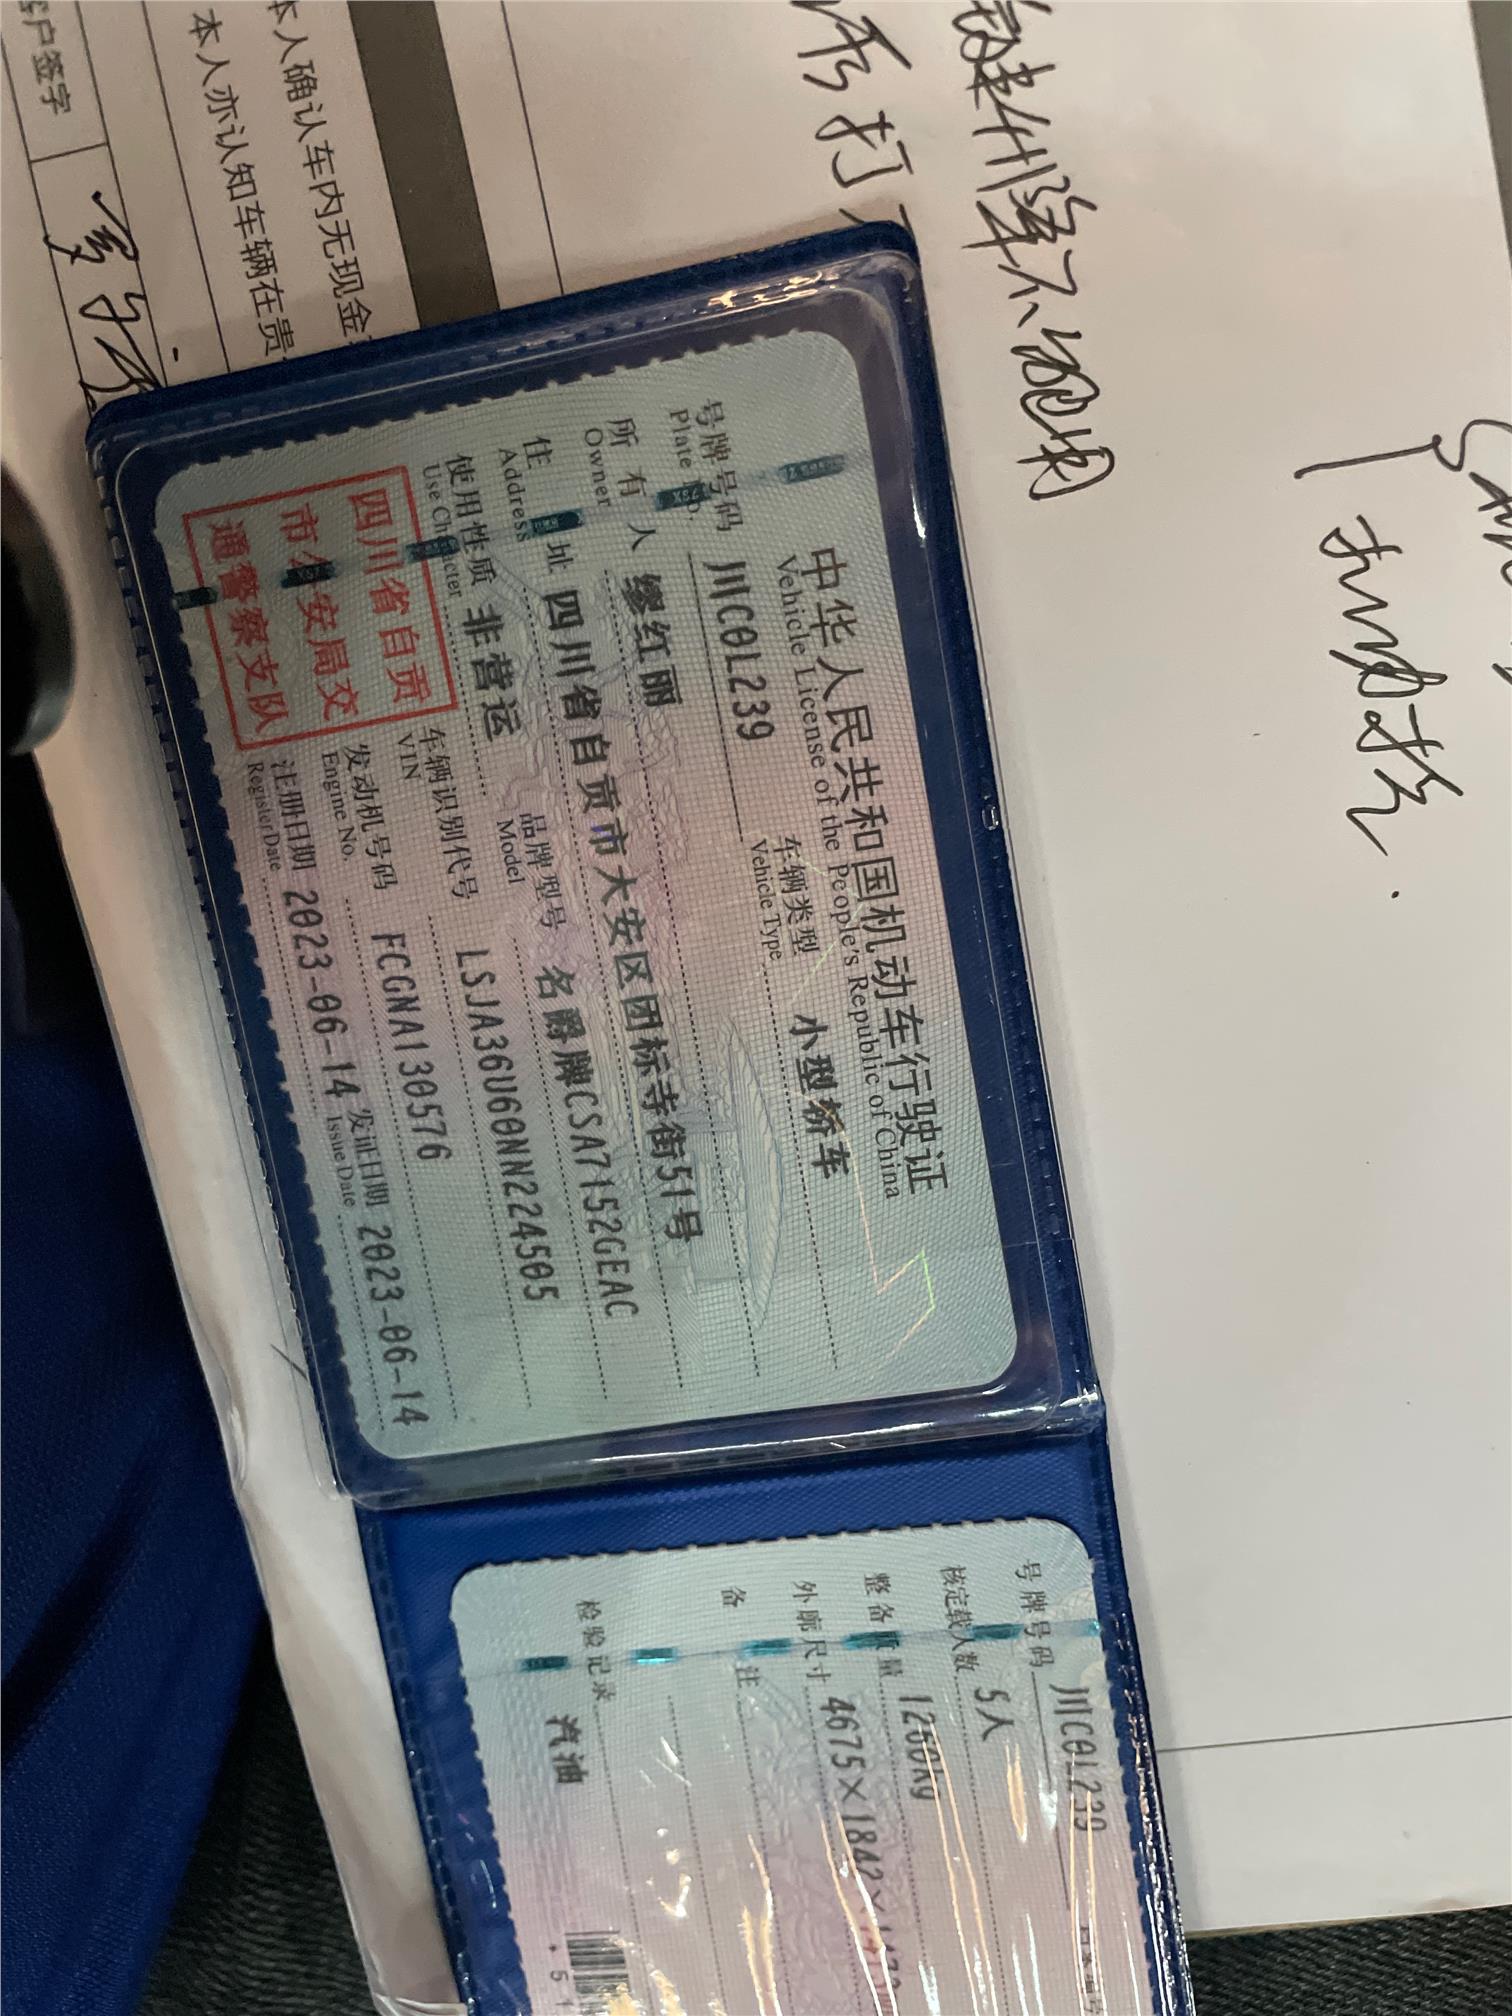 中华人民共和国机动车行驶证
Vehicle License of the People's Republic of China
号牌号码 川C0L239 车辆类型 小型轿车
Plate No. Vehicle Type
所有人 缪红丽
Owner
住址 四川省自贡市大安区团标寺街51号
Address
使用性质 非营运 品牌型号 名爵牌CSA7152GEAC
Use Character Model
车辆识别代号 LSJA36U60NN224505
VIN
发动机号码 FCGNA130576
Engine No.
注册日期 2023-06-14 发证日期 2023-06-14
Register Date Issue Date
四川省自贡
市公安局交
通警察支队
号牌号码 川C0L239
核定载人数 5人
整备质量 1260kg
外廓尺寸 4675×1842×
备注
检验记录 汽油
本人确认车内无现金
本人亦认知车辆在贵
客户签字
打